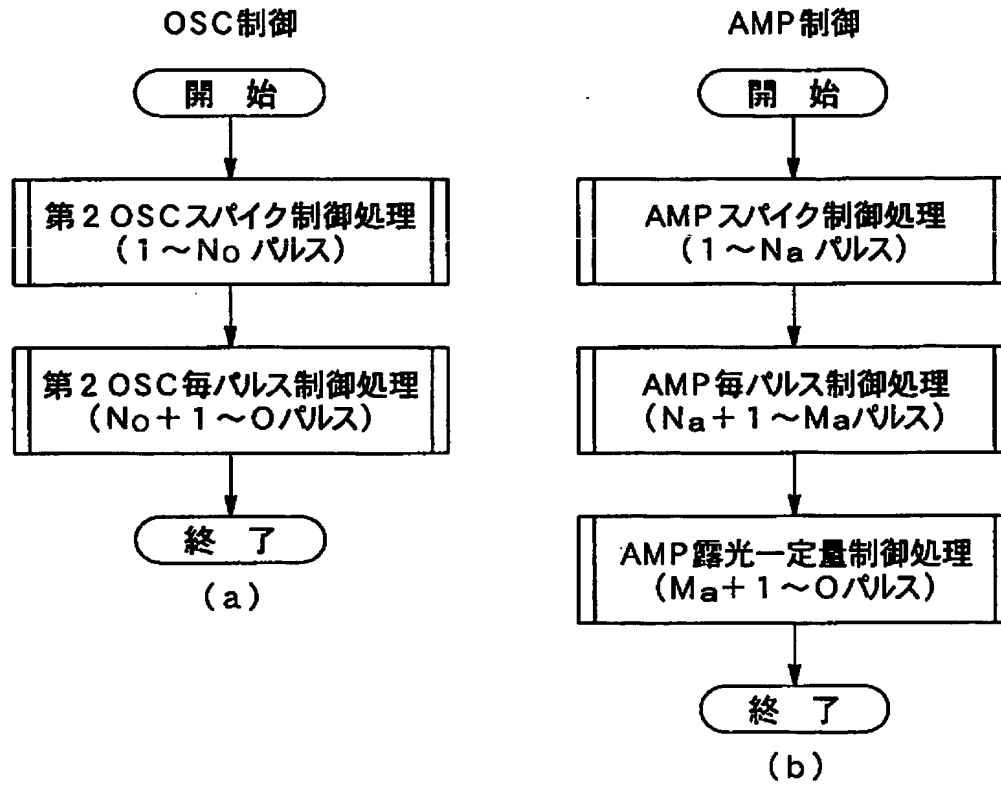 OSC制御
開 始
第2OSCスパイク制御処理
(1～Noパルス)
第2OSC毎パルス制御処理
(No+1～Oパルス)
終 了
(a)
AMP制御
開 始
AMPスパイク制御処理
(1～Naパルス)
AMP毎パルス制御処理
(Na+1～Maパルス)
AMP露光一定量制御処理
(Ma+1～Oパルス)
終 了
(b)